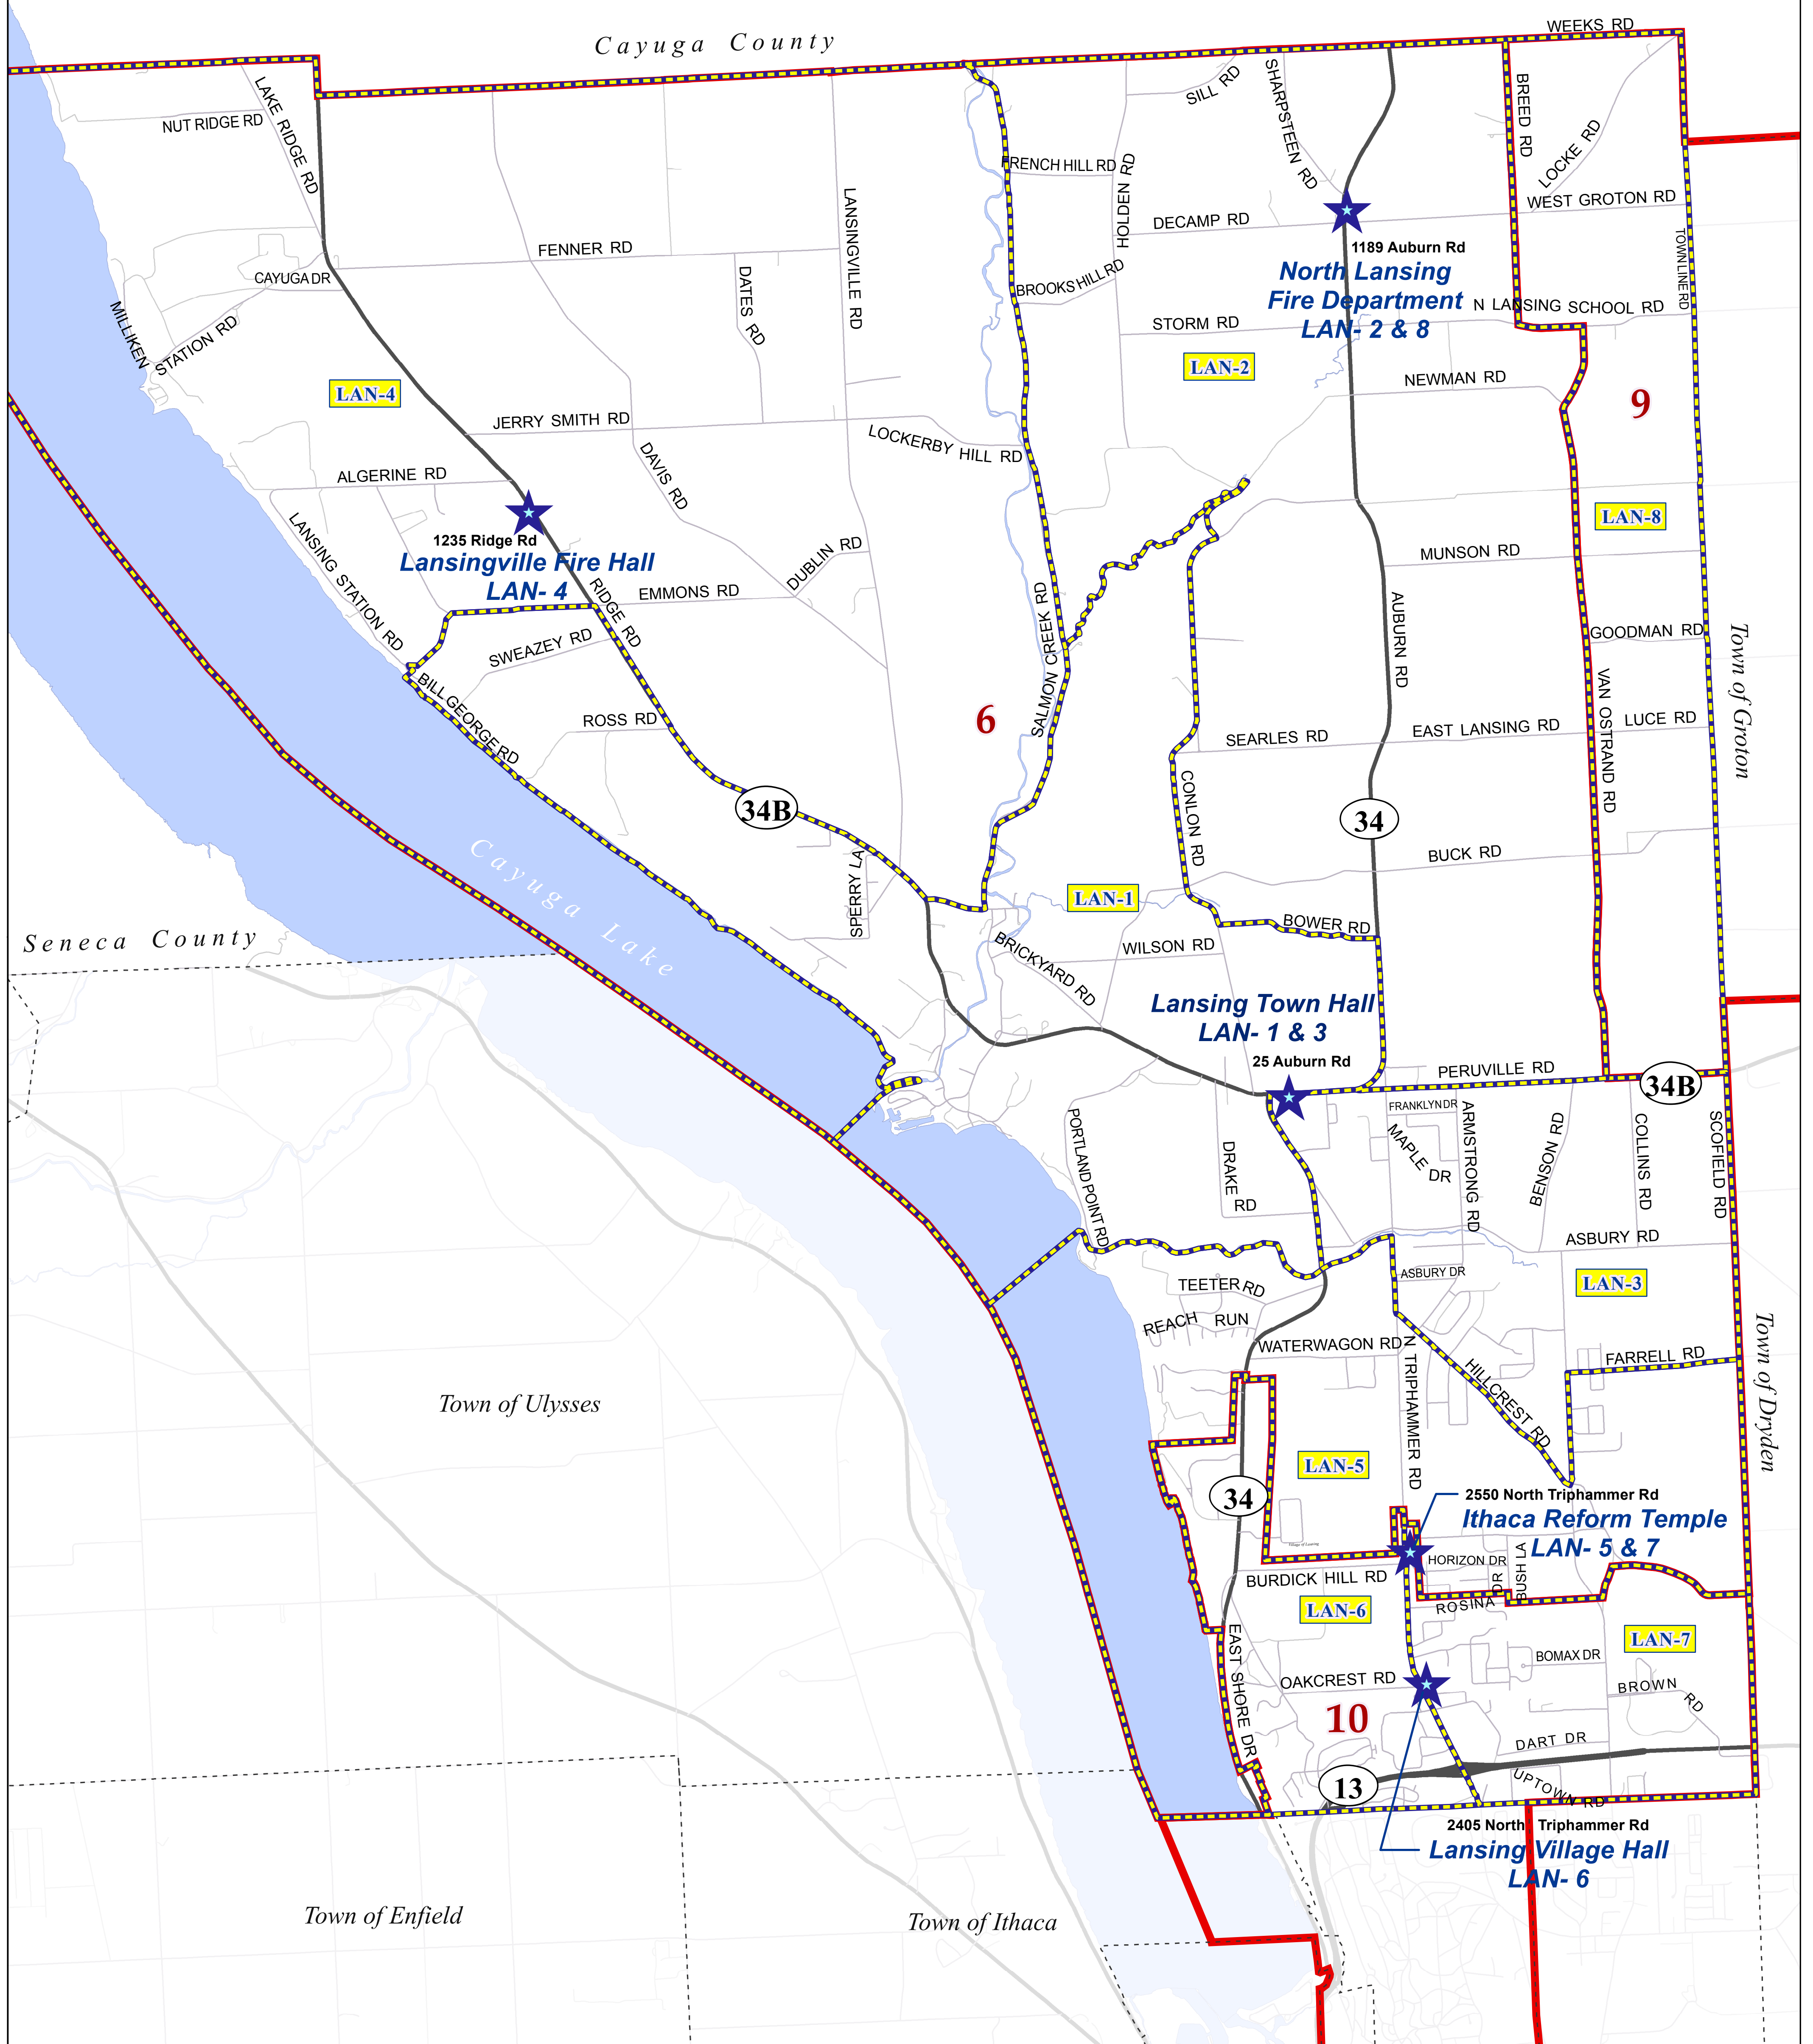 WEEKS RD
Cayuga County
SILL RD
SHARPSTEEN RD
BREED RD
LOCKE RD
LAKE RIDGE RD
NUT RIDGE RD
FRENCH HILL RD
HOLDEN RD
DECAMP RD
WEST GROTON RD
LANSINGVILLE RD
FENNER RD
CAYUGA DR
DATES RD
BROOKS HILL RD
1189 Auburn Rd
North Lansing
Fire Department
LAN- 2 & 8
N LANSING SCHOOL RD
TOWN LINE RD
STORM RD
MILLIKEN
STATION RD
LAN-4
LAN-2
NEWMAN RD
9
JERRY SMITH RD
LOCKERBY HILL RD
DAVIS RD
ALGERINE RD
LAN-8
1235 Ridge Rd
Lansingville Fire Hall
LAN- 4
LANSING STATION RD
DUBLIN RD
EMMONS RD
RIDGE RD
MUNSON RD
SALMON CREEK RD
AUBURN RD
GOODMAN RD
Town of Groton
SWEAZEY RD
BILL GEORGE RD
ROSS RD
6
VAN OSTRAND RD
LUCE RD
SEARLES RD
EAST LANSING RD
34B
CONLON RD
34
SPERRY LA
BUCK RD
LAN-1
Cayuga Lake
Seneca County
BOWER RD
BRICKYARD RD
WILSON RD
Lansing Town Hall
LAN- 1 & 3
25 Auburn Rd
PERUVILLE RD
34B
FRANKLYN DR
MAPLE DR
ARMSTRONG RD
BENSON RD
COLLINS RD
SCOFIELD RD
PORTLAND POINT RD
DRAKE RD
ASBURY RD
ASBURY DR
LAN-3
TEETER RD
REACH RUN
WATERWAGON RD
N TRIPHAMMER RD
HILLCREST RD
FARRELL RD
Town of Dryden
Town of Ulysses
LAN-5
34
2550 North Triphammer Rd
Ithaca Reform Temple
LAN- 5 & 7
Village of Lansing
HORIZON DR
BUSH LA
BURDICK HILL RD
ROSINA DR
LAN-6
LAN-7
EAST SHORE DR
BOMAX DR
OAKCREST RD
BROWN RD
10
DART DR
13
UPTOWN RD
2405 North Triphammer Rd
Lansing Village Hall
LAN- 6
Town of Enfield
Town of Ithaca